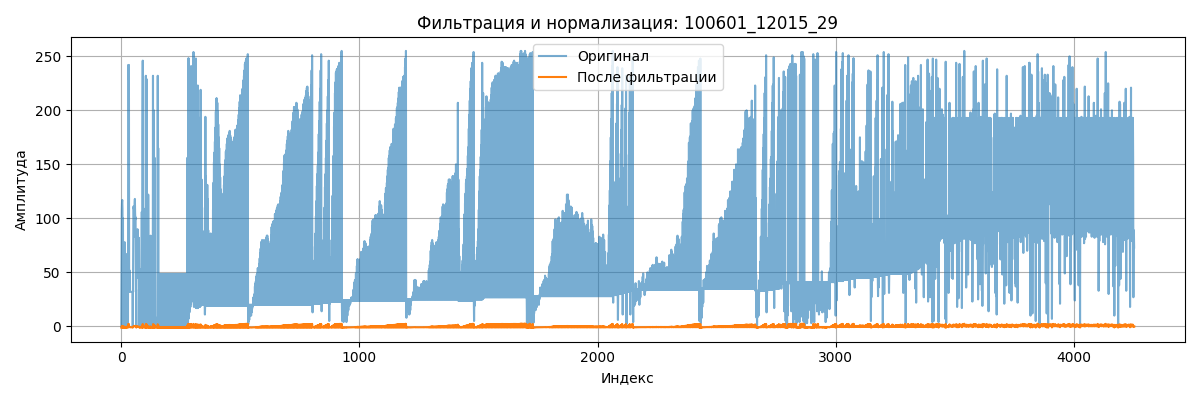 Фильтрация и нормализация: 100601_12015_29
Оригинал
После фильтрации
Амплитуда
250
200
150
100
50
0
0 1000 2000 3000 4000
Индекс